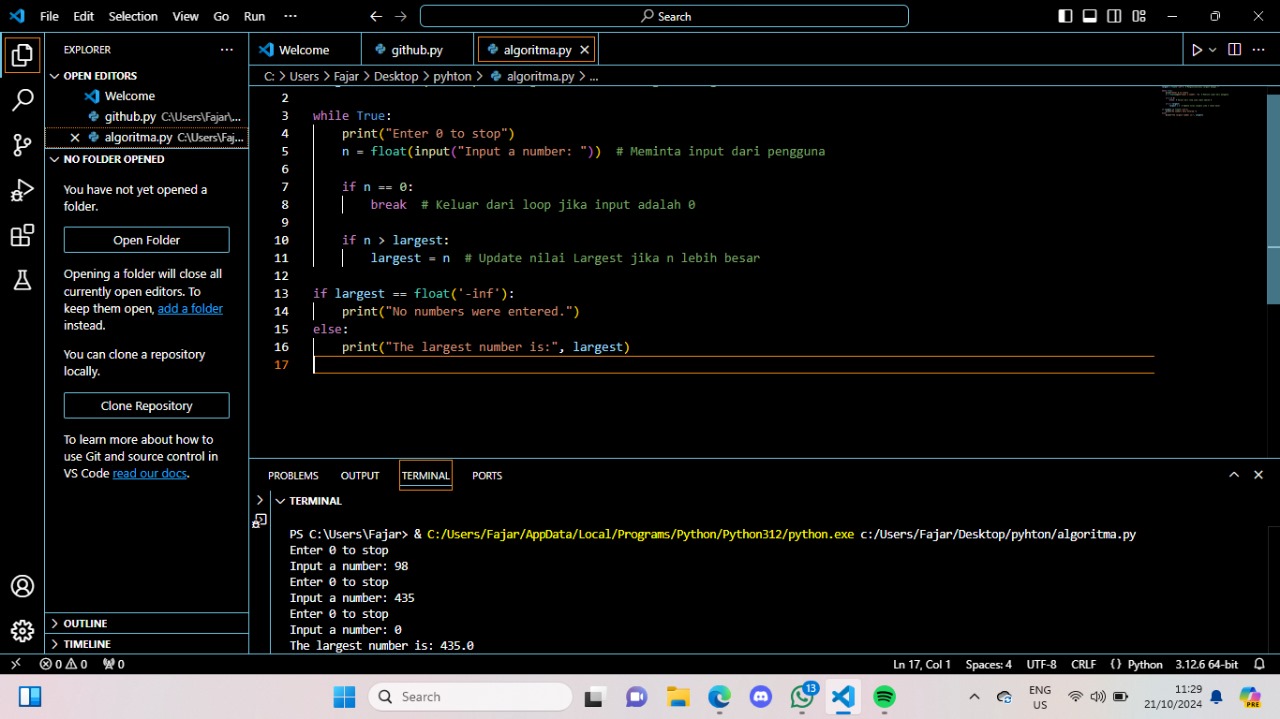 File Edit Selection View Go Run ··· Search
EXPLORER ···
Welcome github.py algoritma.py
OPEN EDITORS
C: > Users > Fajar > Desktop > pyhton > algoritma.py > ...
Welcome
github.py C:\Users\Fajar\...
algoritma.py C:\Users\Faj...
NO FOLDER OPENED
You have not yet opened a
folder.
Open Folder
Opening a folder will close all
currently open editors. To
keep them open, add a folder
instead.
You can clone a repository
locally.
Clone Repository
To learn more about how to
use Git and source control in
VS Code read our docs.
OUTLINE
TIMELINE
2
3 while True:
4 print("Enter 0 to stop")
5 n = float(input("Input a number: ")) # Meminta input dari pengguna
6
7 if n == 0:
8 break # Keluar dari loop jika input adalah 0
9
10 if n > largest:
11 largest = n # Update nilai Largest jika n lebih besar
12
13 if largest == float('-inf'):
14 print("No numbers were entered.")
15 else:
16 print("The largest number is:", largest)
17
PROBLEMS OUTPUT TERMINAL PORTS
TERMINAL
PS C:\Users\Fajar> & C:/Users/Fajar/AppData/Local/Programs/Python/Python312/python.exe c:/Users/Fajar/Desktop/pyhton/algoritma.py
Enter 0 to stop
Input a number: 98
Enter 0 to stop
Input a number: 435
Enter 0 to stop
Input a number: 0
The largest number is: 435.0
0 0 0 Ln 17, Col 1 Spaces: 4 UTF-8 CRLF {} Python 3.12.6 64-bit
Search 13 ENG
US
11:29
21/10/2024
PRE